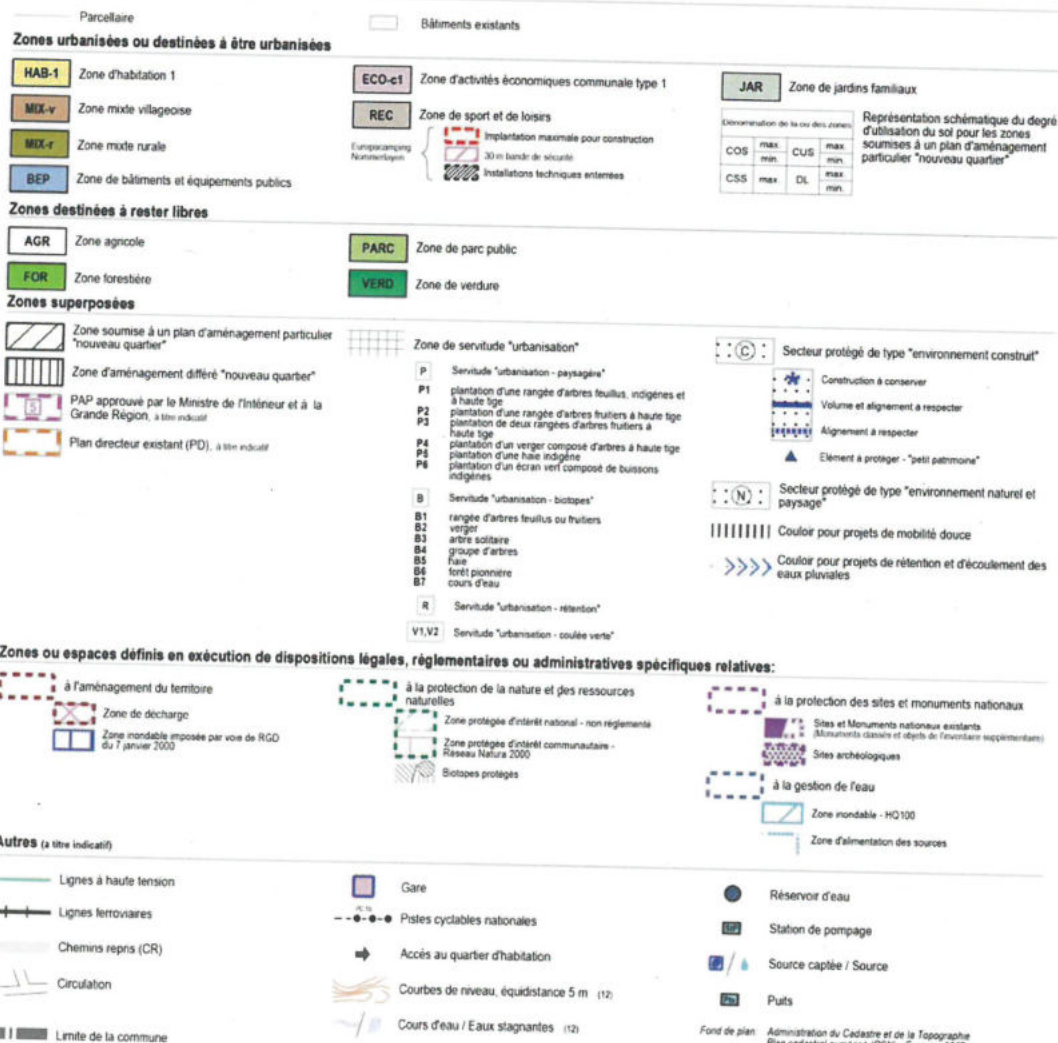 Parcellaire
Bâtiments existants
Zones urbanisées ou destinées à être urbanisées
HAB-1 Zone d'habitation 1
MIX-v Zone mixte villageoise
MIX-r Zone mixte rurale
BEP Zone de bâtiments et équipements publics
ECO-c1 Zone d'activités économiques communale type 1
REC Zone de sport et de loisirs
Europacamping
Nommerlayen
Implantation maximale pour construction
30 m bande de sécurité
Installations techniques enterrées
JAR Zone de jardins familiaux
Dénomination de la ou des zones
COS max. min. CUS max. min.
CSS max. DL max. min.
Représentation schématique du degré
d'utilisation du sol pour les zones
soumises à un plan d'aménagement
particulier "nouveau quartier"
Zones destinées à rester libres
AGR Zone agricole
FOR Zone forestière
PARC Zone de parc public
VERD Zone de verdure
Zones superposées
Zone soumise à un plan d'aménagement particulier
"nouveau quartier"
Zone d'aménagement différé "nouveau quartier"
5 PAP approuvé par le Ministre de l'Intérieur et à la
Grande Région, à titre indicatif
Plan directeur existant (PD), à titre indicatif
Zone de servitude "urbanisation"
P Servitude "urbanisation - paysagère"
P1 plantation d'une rangée d'arbres feuillus, indigènes et
à haute tige
P2 plantation d'une rangée d'arbres fruitiers à haute tige
P3 plantation de deux rangées d'arbres fruitiers à
haute tige
P4 plantation d'un verger composé d'arbres à haute tige
P5 plantation d'une haie indigène
P6 plantation d'un écran vert composé de buissons
indigènes
B Servitude "urbanisation - biotopes"
B1 rangée d'arbres feuillus ou fruitiers
B2 verger
B3 arbre solitaire
B4 groupe d'arbres
B5 haie
B6 forêt pionnière
B7 cours d'eau
R Servitude "urbanisation - rétention"
V1,V2 Servitude "urbanisation - coulée verte"
C Secteur protégé de type "environnement construit"
Construction à conserver
Volume et alignement à respecter
Alignement à respecter
Elément à protéger - "petit patrimoine"
N Secteur protégé de type "environnement naturel et
paysage"
Couloir pour projets de mobilité douce
Couloir pour projets de rétention et d'écoulement des
eaux pluviales
Zones ou espaces définis en exécution de dispositions légales, réglementaires ou administratives spécifiques relatives:
à l'aménagement du territoire
Zone de décharge
Zone inondable imposée par voie de RGD
du 7 janvier 2000
à la protection de la nature et des ressources
naturelles
Zone protégée d'intérêt national - non réglementé
Zone protégée d'intérêt communautaire -
Réseau Natura 2000
Biotopes protégés
à la protection des sites et monuments nationaux
Sites et Monuments nationaux existants
(Monuments classés et objets de l'inventaire supplémentaire)
Sites archéologiques
à la gestion de l'eau
Zone inondable - HQ100
Zone d'alimentation des sources
Autres (à titre indicatif)
Lignes à haute tension
Lignes ferroviaires
Chemins repris (CR)
Circulation
Limite de la commune
Gare
Pistes cyclables nationales
Accès au quartier d'habitation
Courbes de niveau, équidistance 5 m (12)
Cours d'eau / Eaux stagnantes (12)
Réservoir d'eau
Station de pompage
Source captée / Source
Puits
Fond de plan Administration du Cadastre et de la Topographie